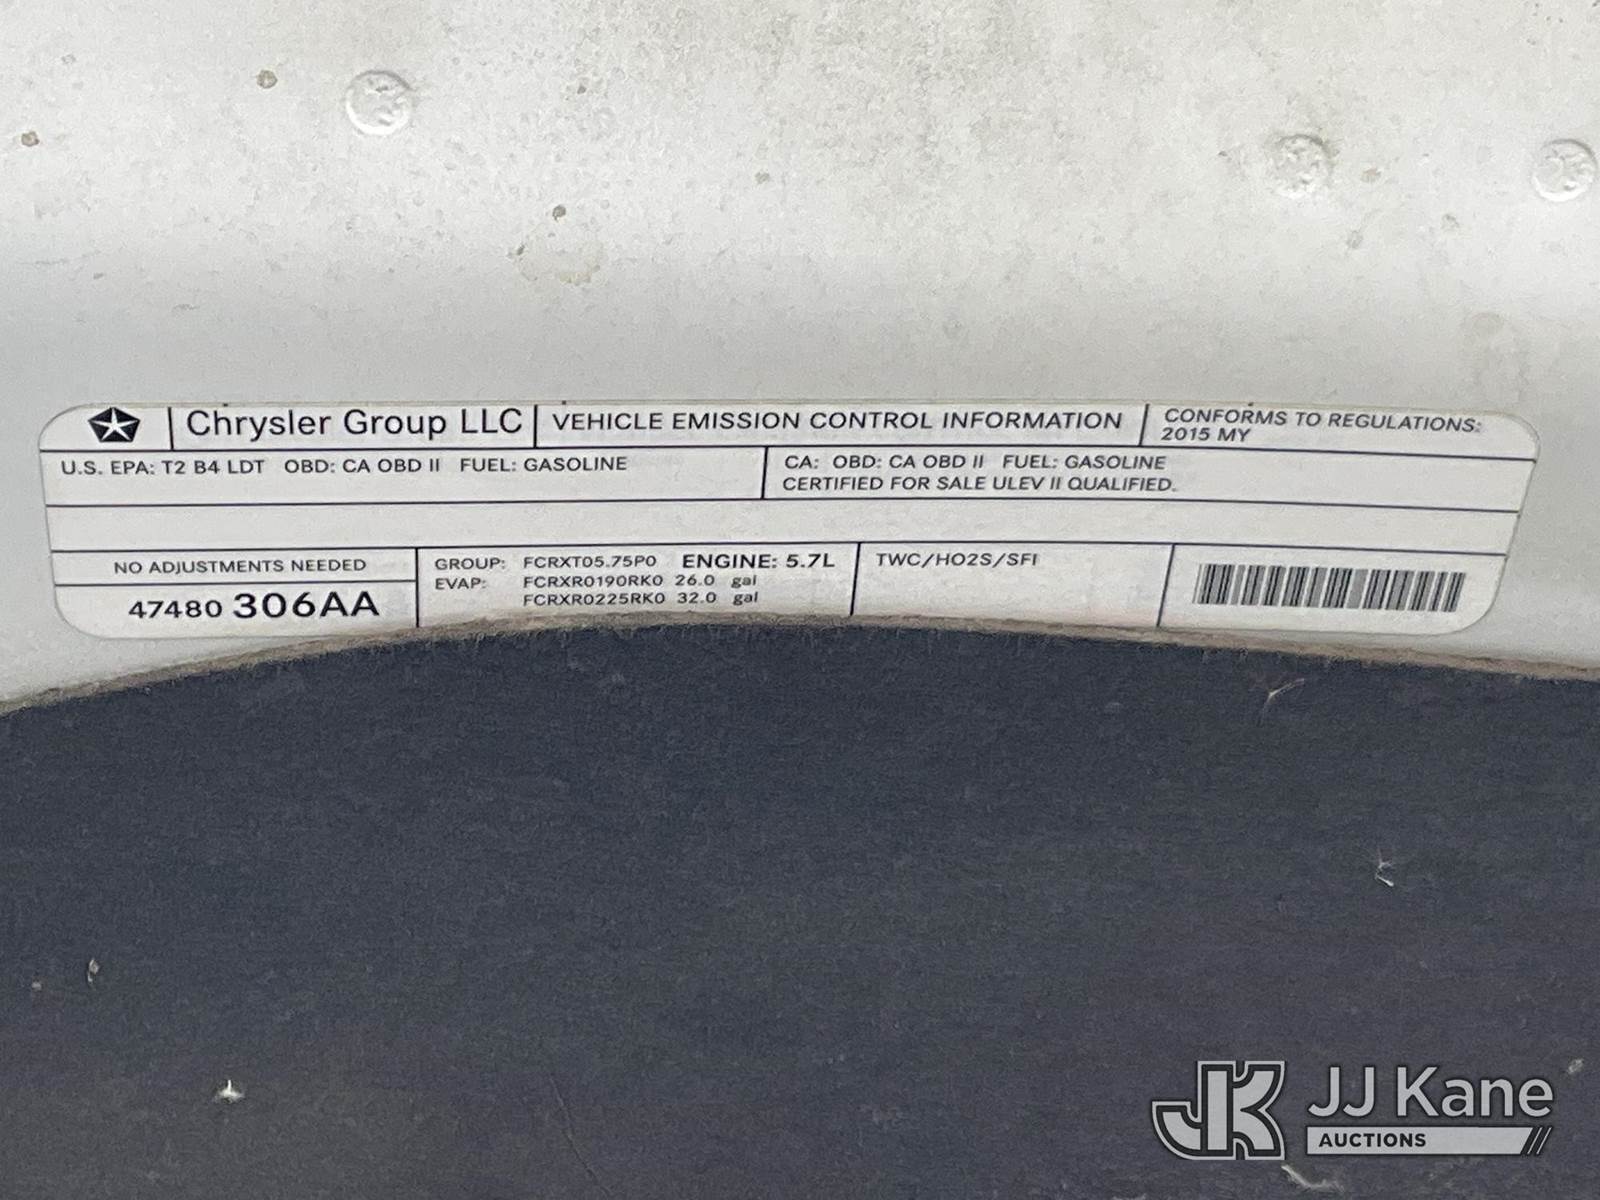 Chrysler Group LLC VEHICLE EMISSION CONTROL INFORMATION CONFORMS TO REGULATIONS:
2015 MY
U.S. EPA: T2 B4 LDT OBD: CA OBD II FUEL: GASOLINE
CA: OBD: CA OBD II FUEL: GASOLINE
CERTIFIED FOR SALE ULEV II QUALIFIED.
NO ADJUSTMENTS NEEDED
47480 306AA
GROUP: FCRXT05.75P0 ENGINE: 5.7L
EVAP: FCRXR0190RK0 26.0 gal
FCRXR0225RK0 32.0 gal
TWC/HO2S/SFI
JK JJ Kane
AUCTIONS